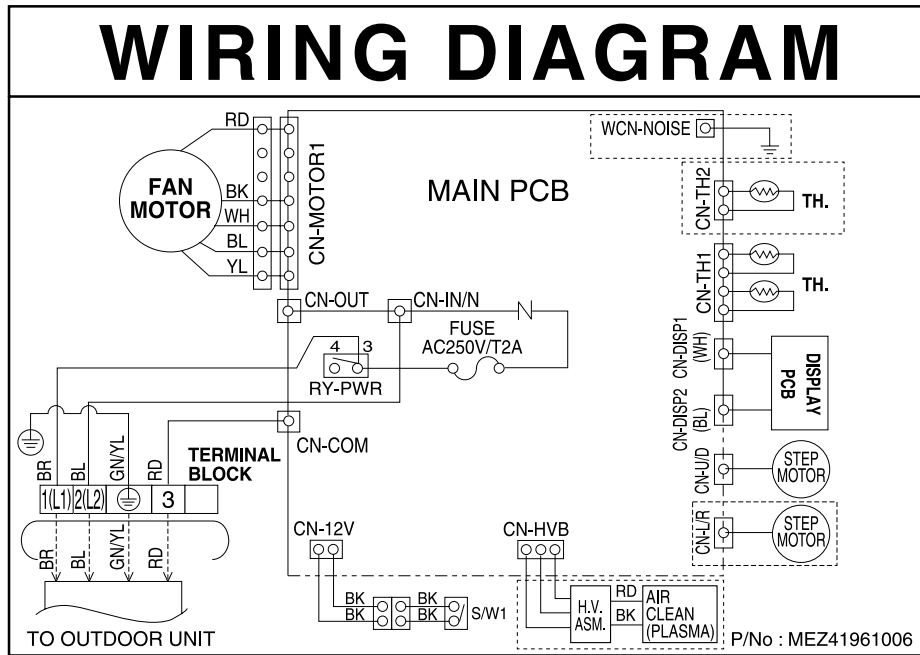 WIRING DIAGRAM
RD
BK
WH
BL
YL
FAN
MOTOR
CN-MOTOR1
MAIN PCB
WCN-NOISE
CN-TH2
TH.
CN-TH1
TH.
CN-OUT
CN-IN/N
N
FUSE
AC250V/T2A
4 3
RY-PWR
CN-DISP1
(WH)
DISPLAY
PCB
CN-DISP2
(BL)
CN-COM
TERMINAL
BLOCK
BR
BL
GN/YL
RD
1(L1)
2(L2)
3
BR
BL
GN/YL
RD
TO OUTDOOR UNIT
CN-U/D
STEP
MOTOR
CN-L/R
STEP
MOTOR
CN-12V
BK
BK
BK
BK
S/W1
CN-HVB
H.V.
ASM.
RD
BK
AIR
CLEAN
(PLASMA)
P/No : MEZ41961006